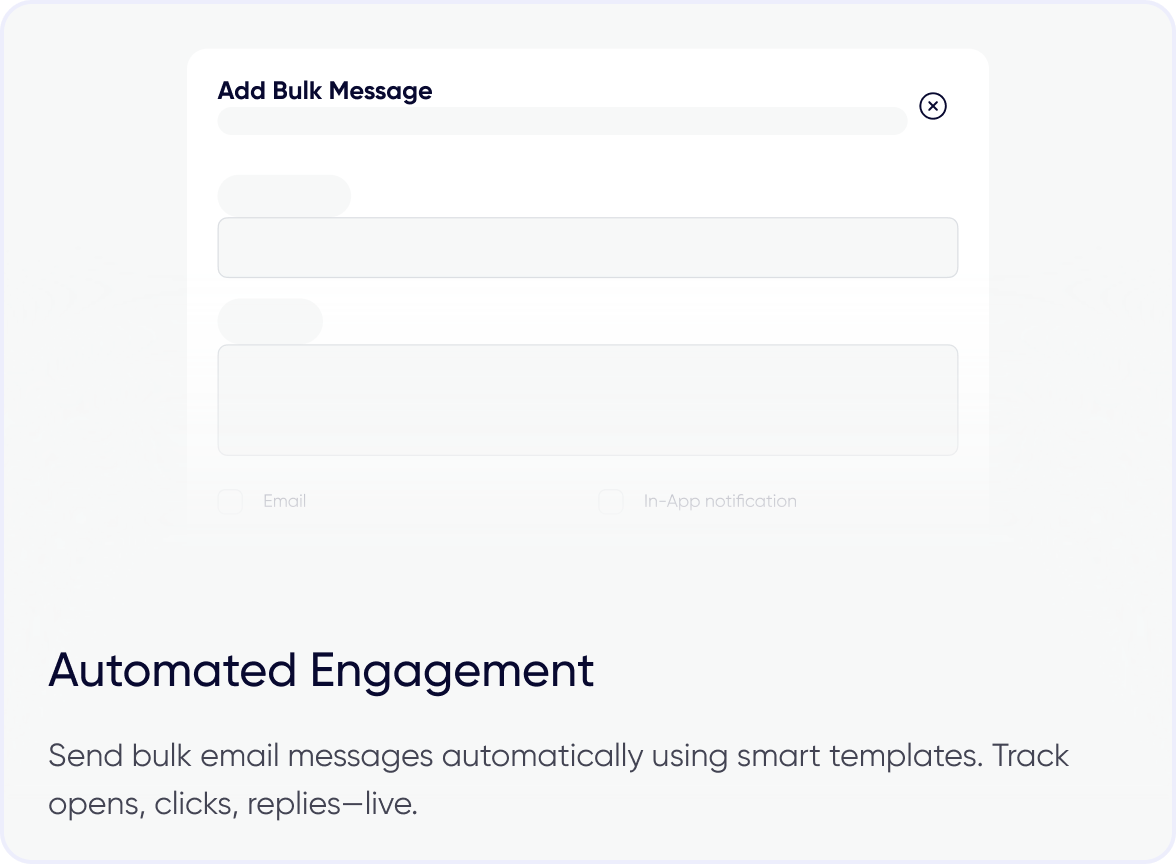 Add Bulk Message
Email
In-App notification
Automated Engagement
Send bulk email messages automatically using smart templates. Track
opens, clicks, replies—live.